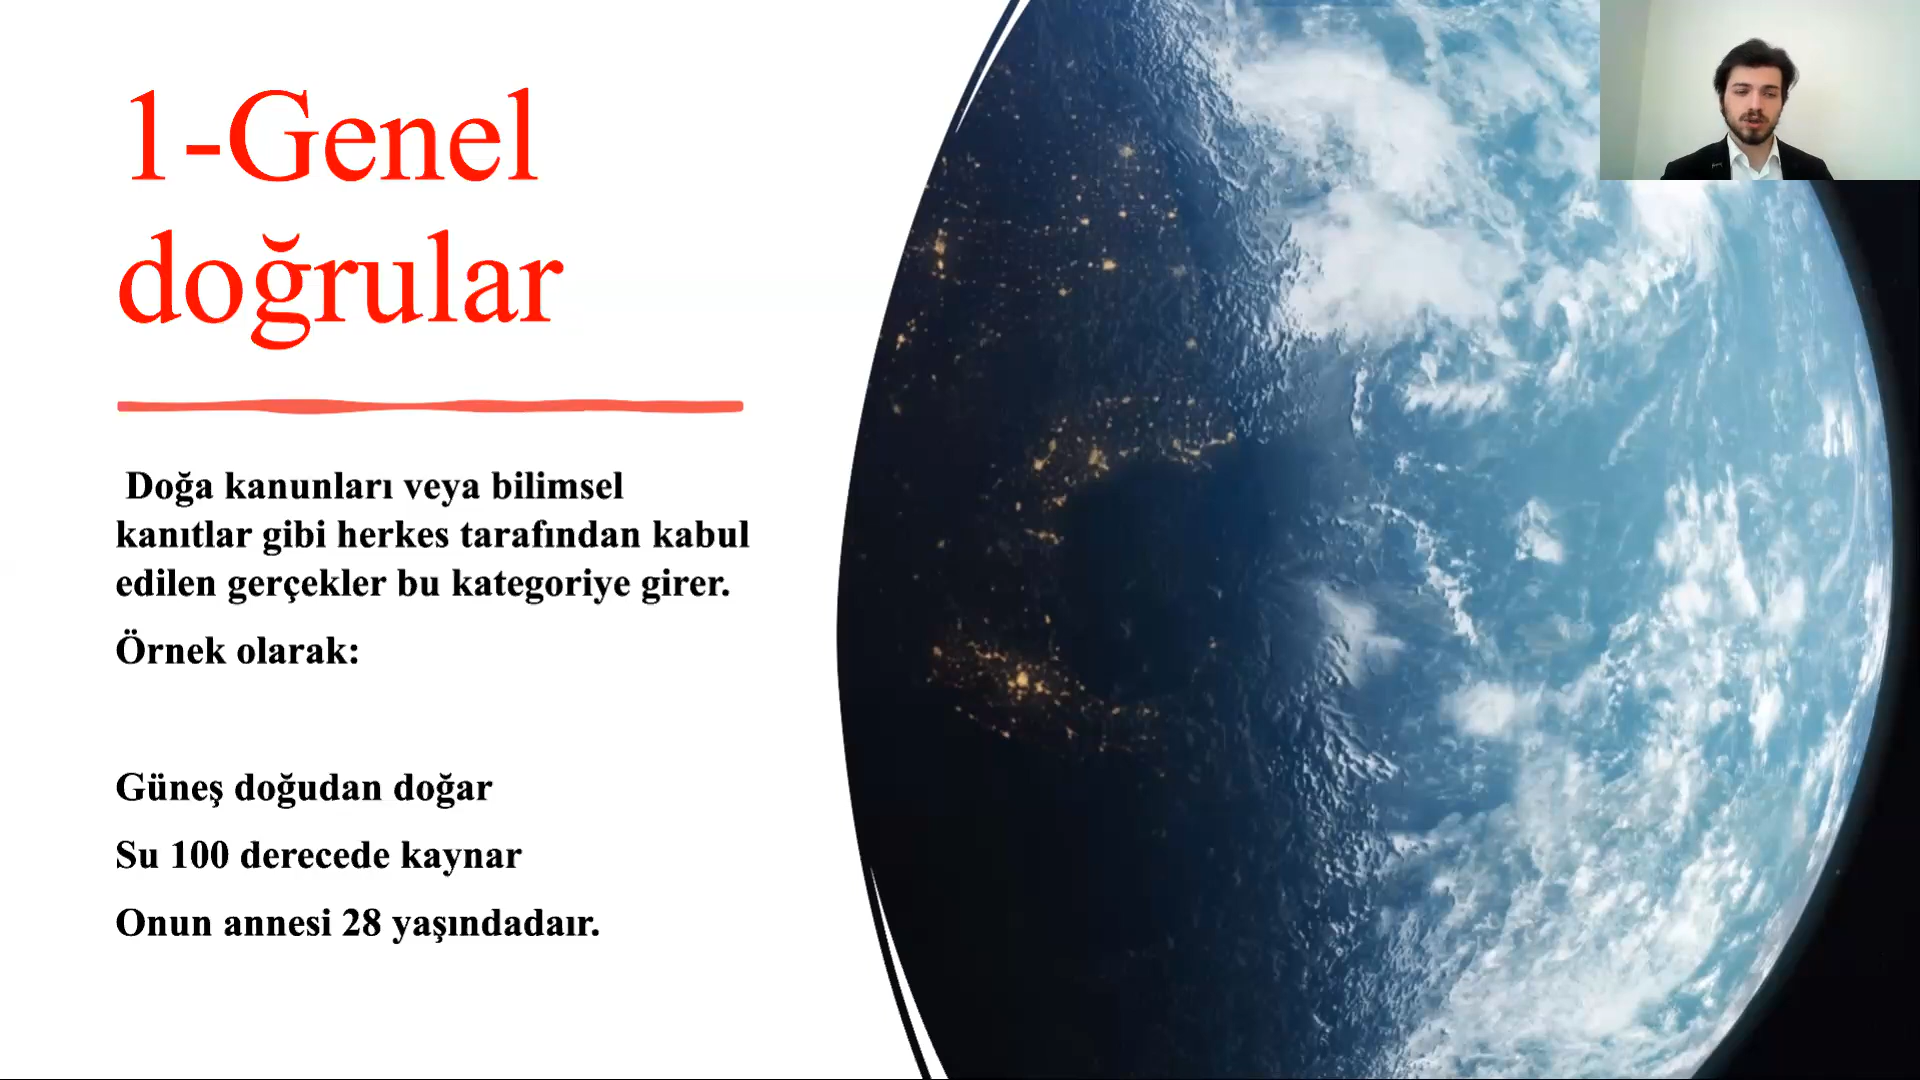 1-Genel
doğrular
Doğa kanunları veya bilimsel
kanıtlar gibi herkes tarafından kabul
edilen gerçekler bu kategoriye girer.
Örnek olarak:
Güneş doğudan doğar
Su 100 derecede kaynar
Onun annesi 28 yaşındadaır.